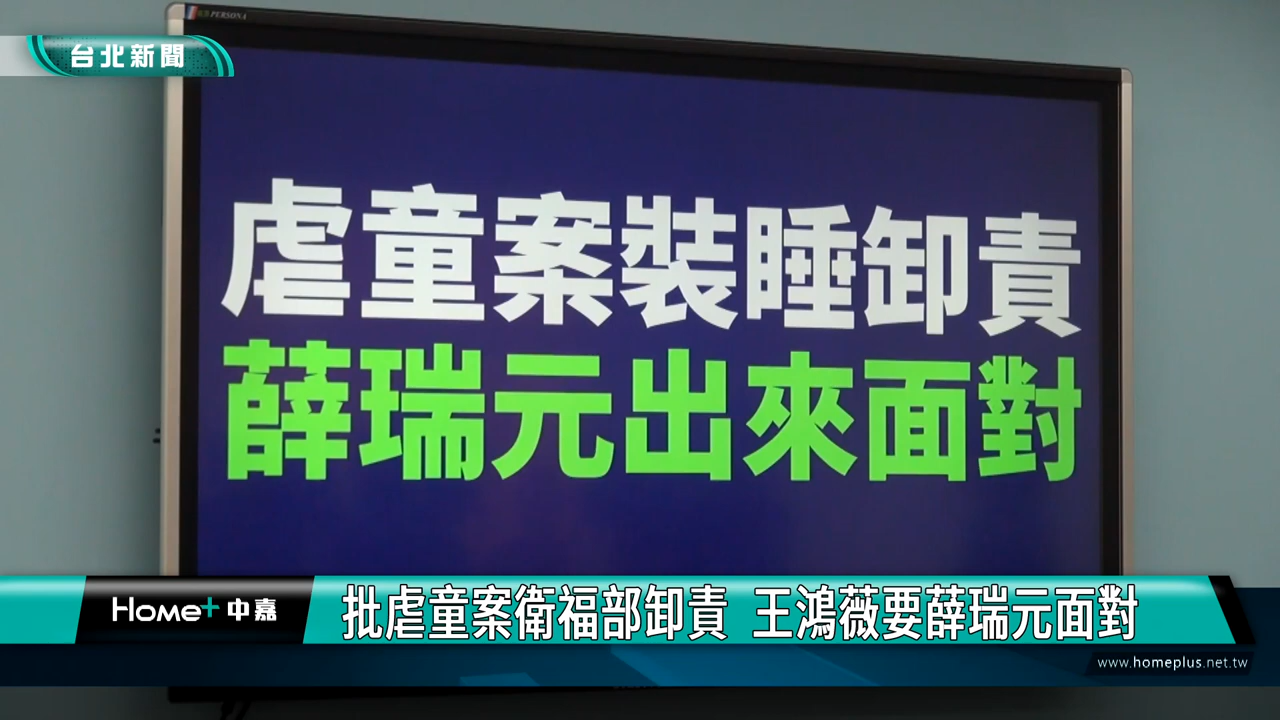 PERSONA
台北新聞
虐童案裝睡卸責
薛瑞元出來面對
Home+中嘉
批虐童案衛福部卸責 王鴻薇要薛瑞元面對
www.homeplus.net.tw